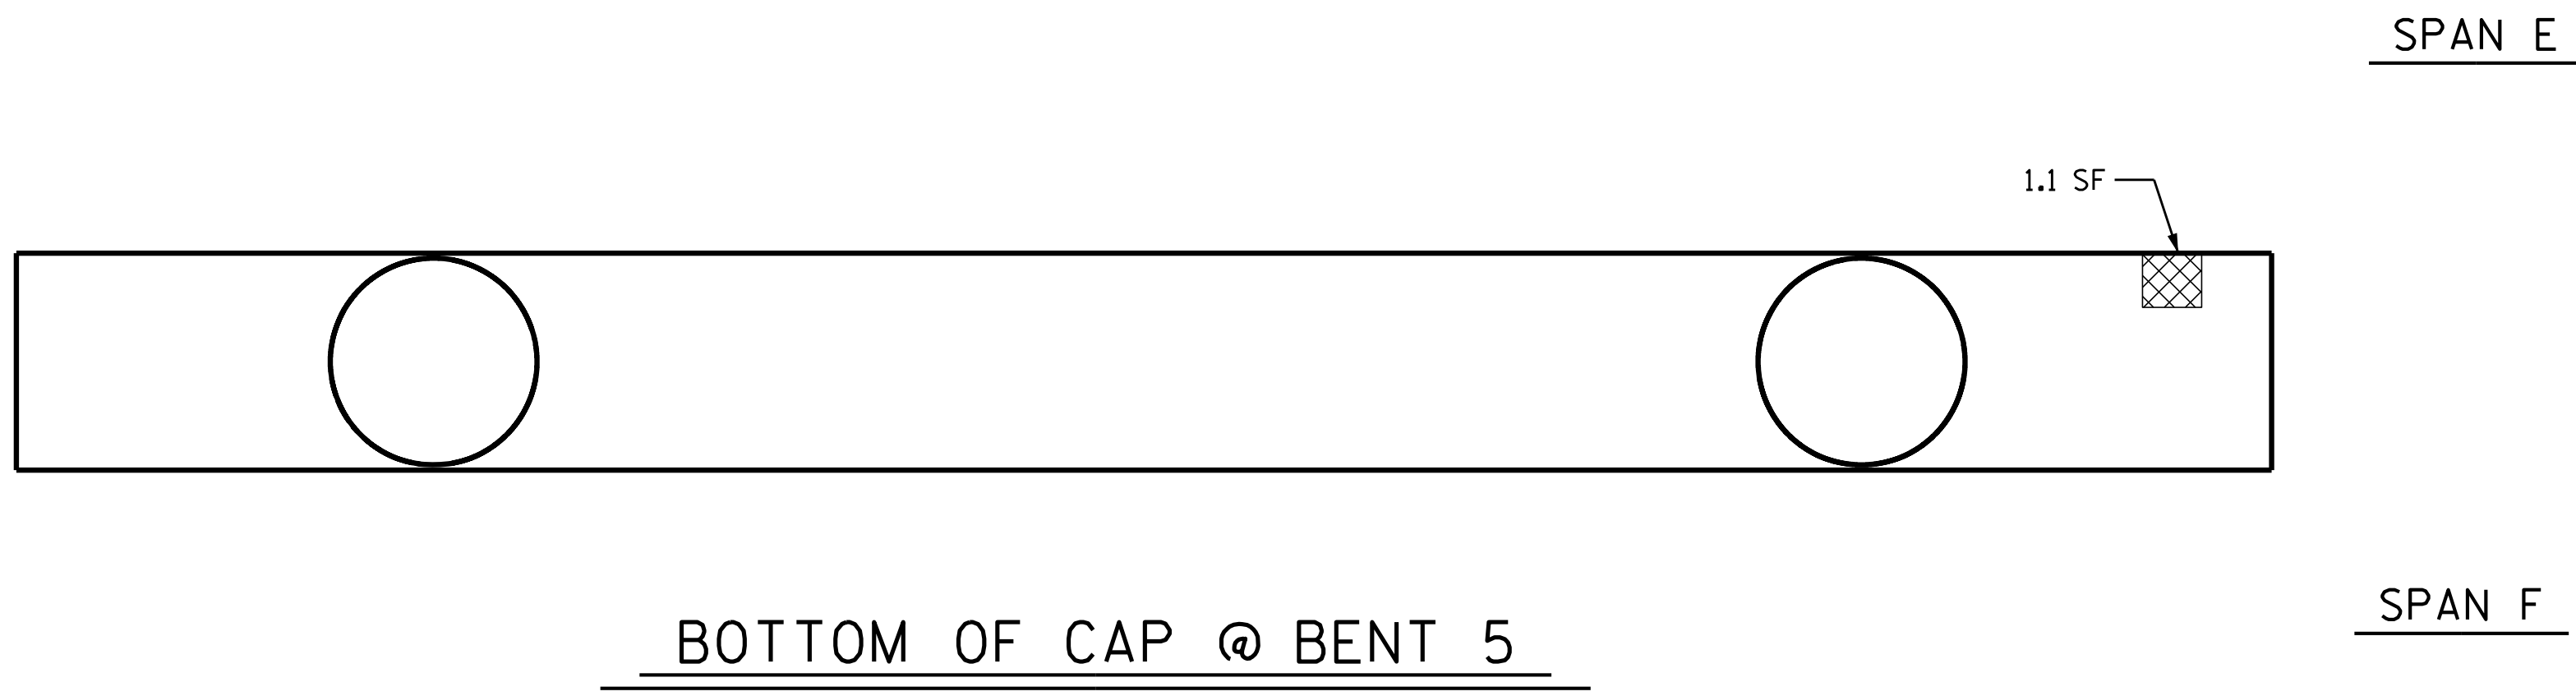 SPAN E
1.1 SF
SPAN F
BOTTOM OF CAP @ BENT 5